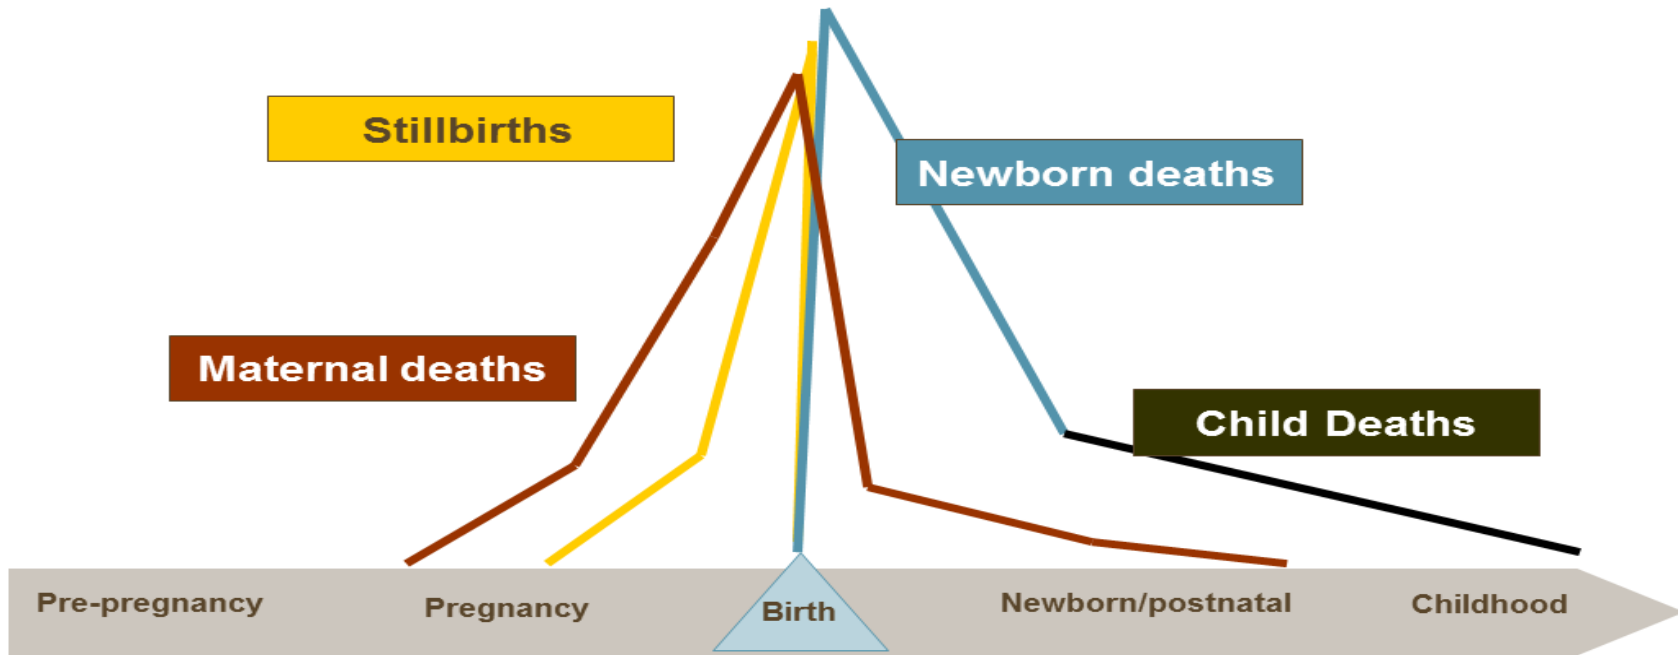 Stillbirths
Newborn deaths
Maternal deaths
Child Deaths
Pre-pregnancy
Pregnancy
Birth
Newborn/postnatal
Childhood